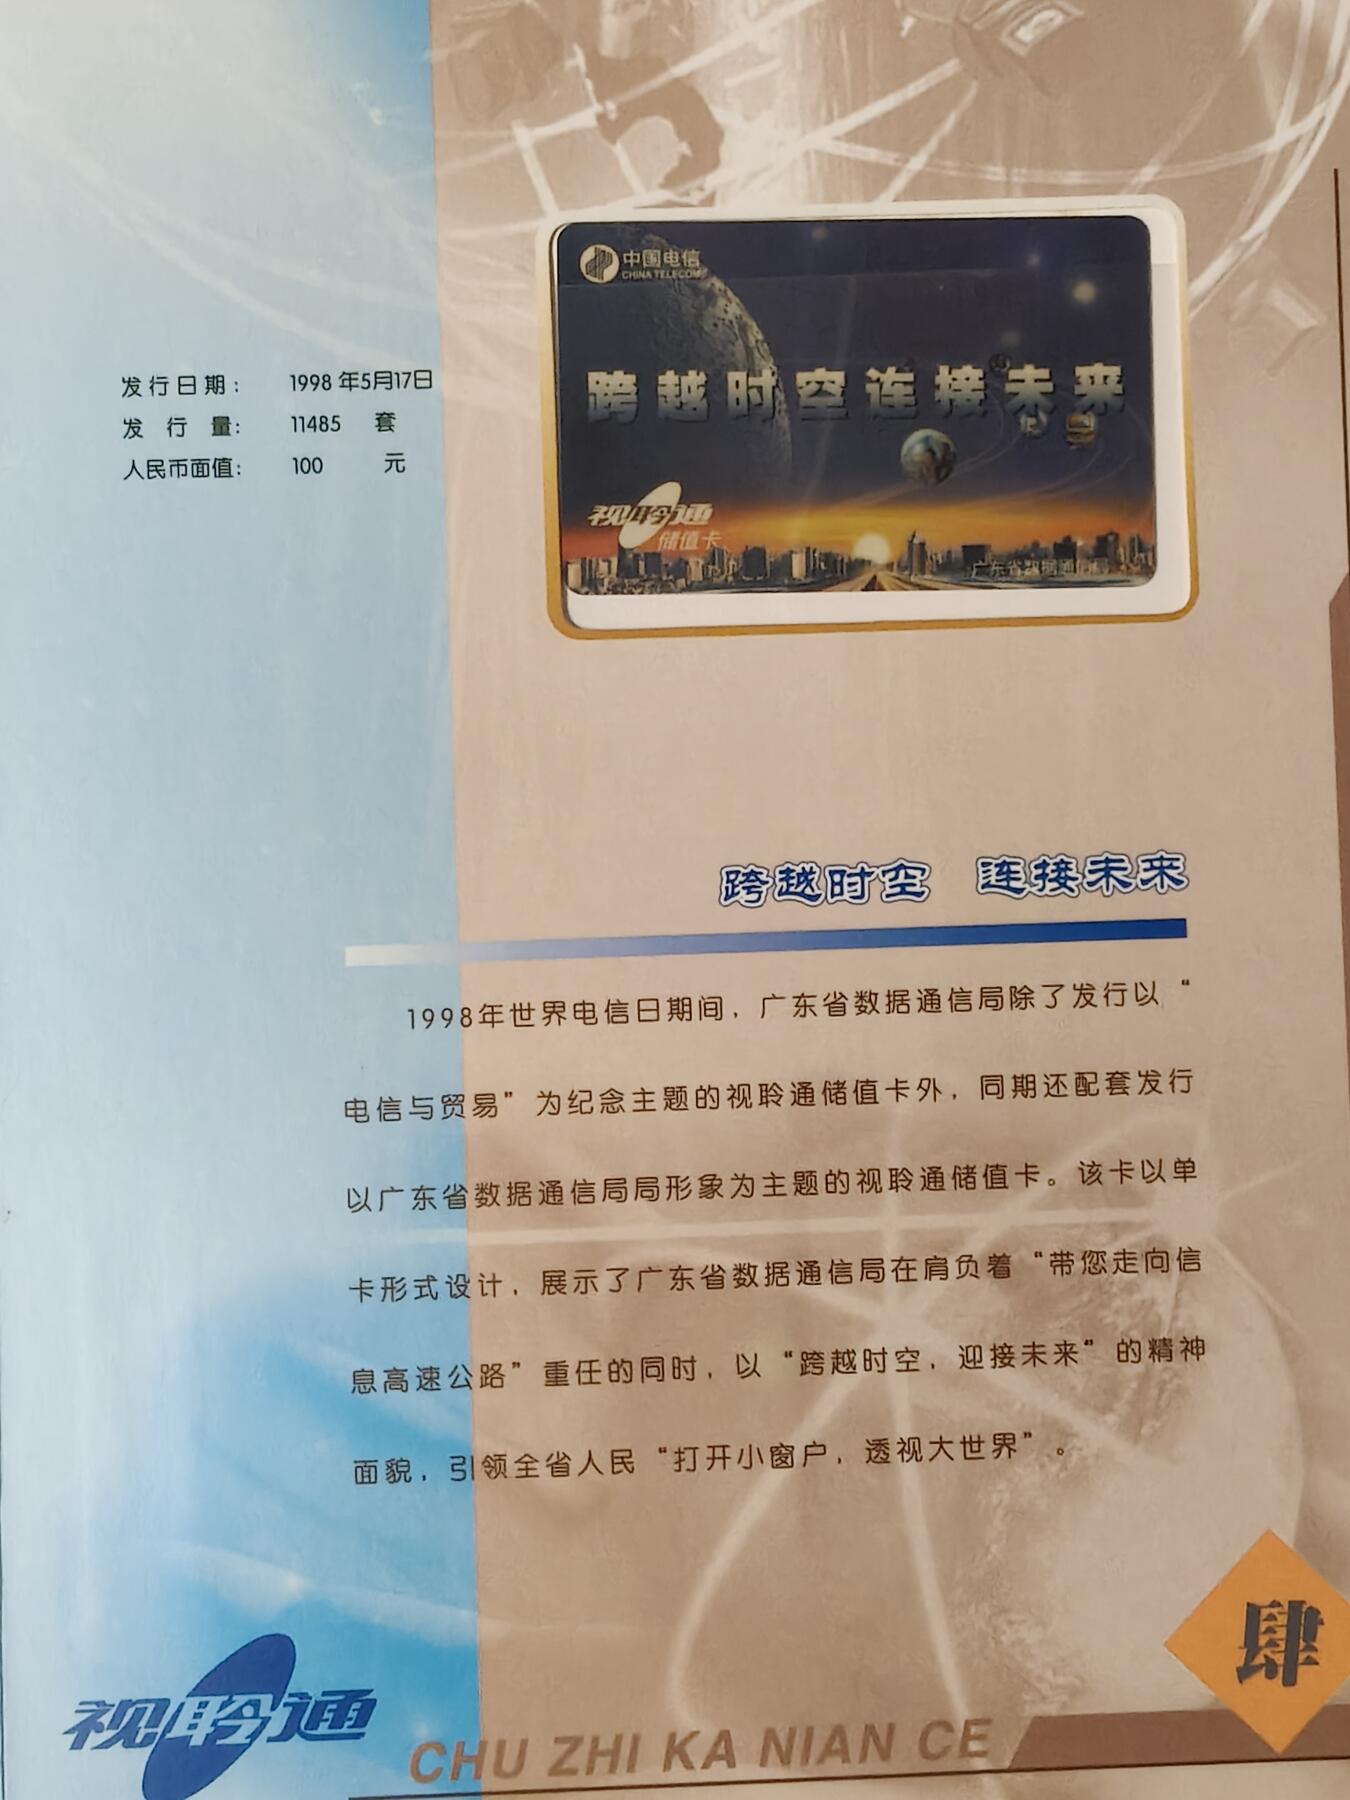 中国电信
CHINA TELECOM
跨越时空连接未来
视聆通
储值卡
广东省数据通信局
发行日期： 1998年5月17日
发行量： 11485 套
人民币面值： 100 元
跨越时空 连接未来
1998年世界电信日期间，广东省数据通信局除了发行以“
电信与贸易”为纪念主题的视聆通储值卡外，同期还配套发行
以广东省数据通信局局形象为主题的视聆通储值卡。该卡以单
卡形式设计，展示了广东省数据通信局在肩负着“带您走向信
息高速公路”重任的同时，以“跨越时空，迎接未来”的精神
面貌，引领全省人民“打开小窗户，透视大世界”。
肆
视聆通
CHU ZHI KA NIAN CE